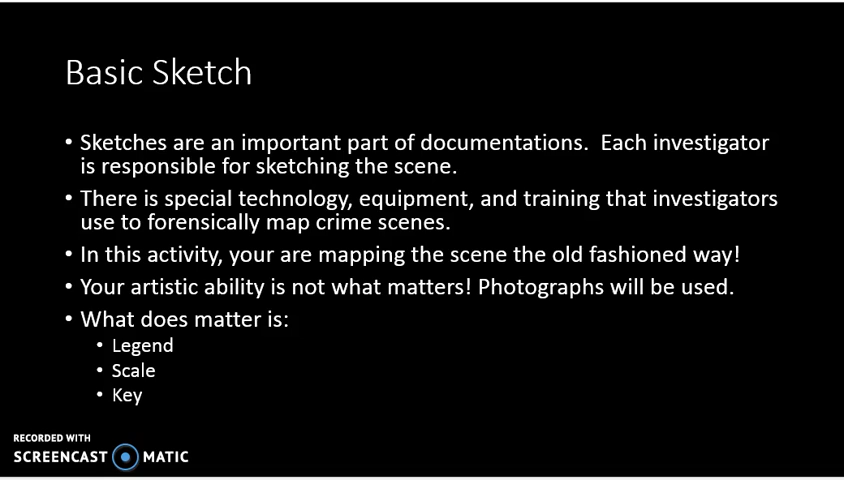 Basic Sketch
• Sketches are an important part of documentations.  Each investigator
is responsible for sketching the scene.
• There is special technology, equipment, and training that investigators
use to forensically map crime scenes.
• In this activity, your are mapping the scene the old fashioned way!
• Your artistic ability is not what matters! Photographs will be used.
• What does matter is:
• Legend
• Scale
• Key
RECORDED WITH
SCREENCAST MATIC